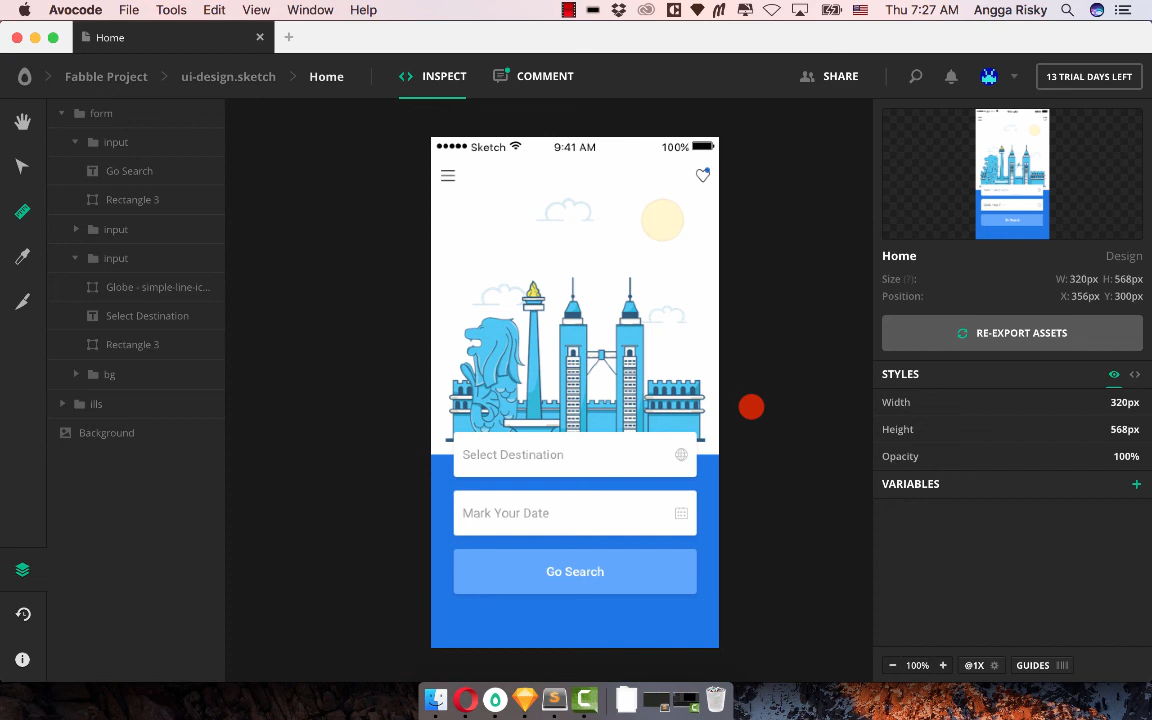 Avocode File Tools Edit View Window Help Thu 7:27 AM Angga Risky
Home
Fabble Project ui-design.sketch Home INSPECT COMMENT SHARE 13 TRIAL DAYS LEFT
form
input
Go Search
Rectangle 3
input
input
Globe - simple-line-ic...
Select Destination
Rectangle 3
bg
ills
Background
Sketch 9:41 AM 100%
Select Destination
Mark Your Date
Go Search
Home Design
Size (?): W: 320px H: 568px
Position: X: 356px Y: 300px
RE-EXPORT ASSETS
STYLES
Width 320px
Height 568px
Opacity 100%
VARIABLES
100% @1X GUIDES